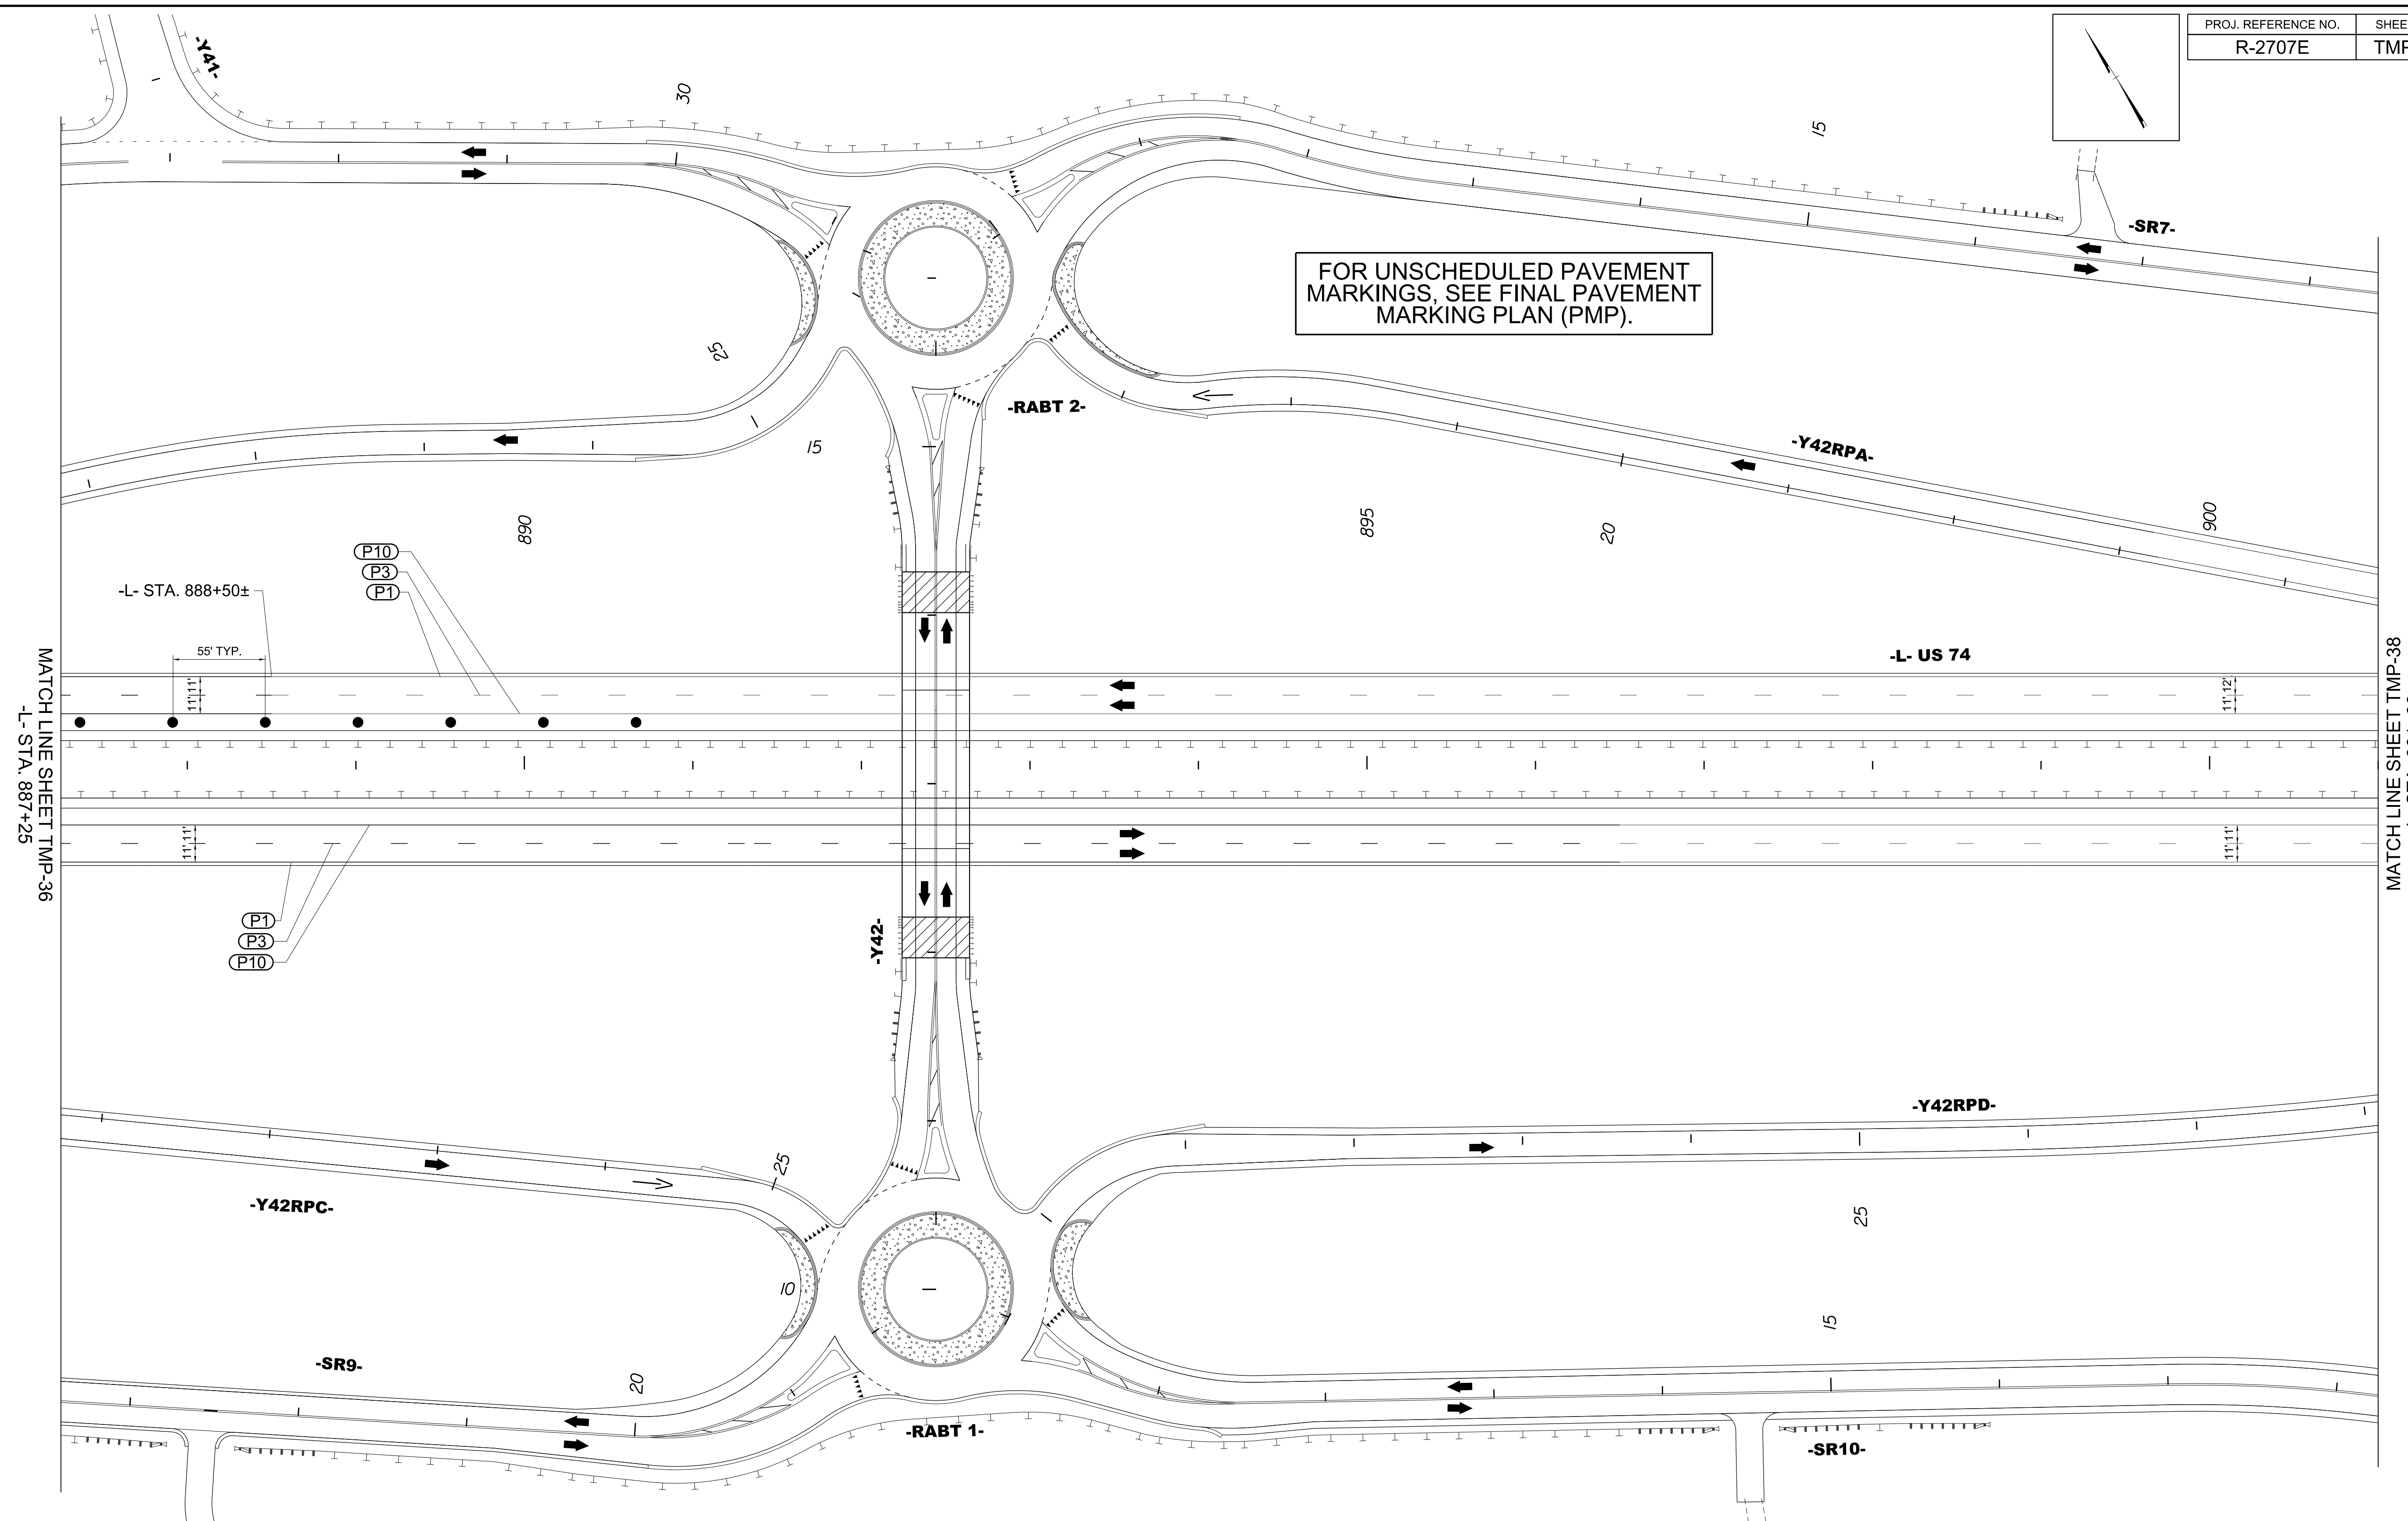 PROJ. REFERENCE NO.
R-2707E
-Y41-
30
15
-SR7-
FOR UNSCHEDULED PAVEMENT
MARKINGS, SEE FINAL PAVEMENT
MARKING PLAN (PMP).
25
15
-RABT 2-
-Y42RPA-
890
895
20
900
P10
P3
P1
-L- STA. 888+50±
55' TYP.
11' 11'
-L- US 74
11' 12'
MATCH LINE SHEET TMP-36
-L- STA. 887+25
MATCH LINE SHEET TMP-38
11' 11'
11' 11'
P1
P3
P10
-Y42-
-Y42RPD-
25
-Y42RPC-
10
25
15
-SR9-
20
-RABT 1-
-SR10-